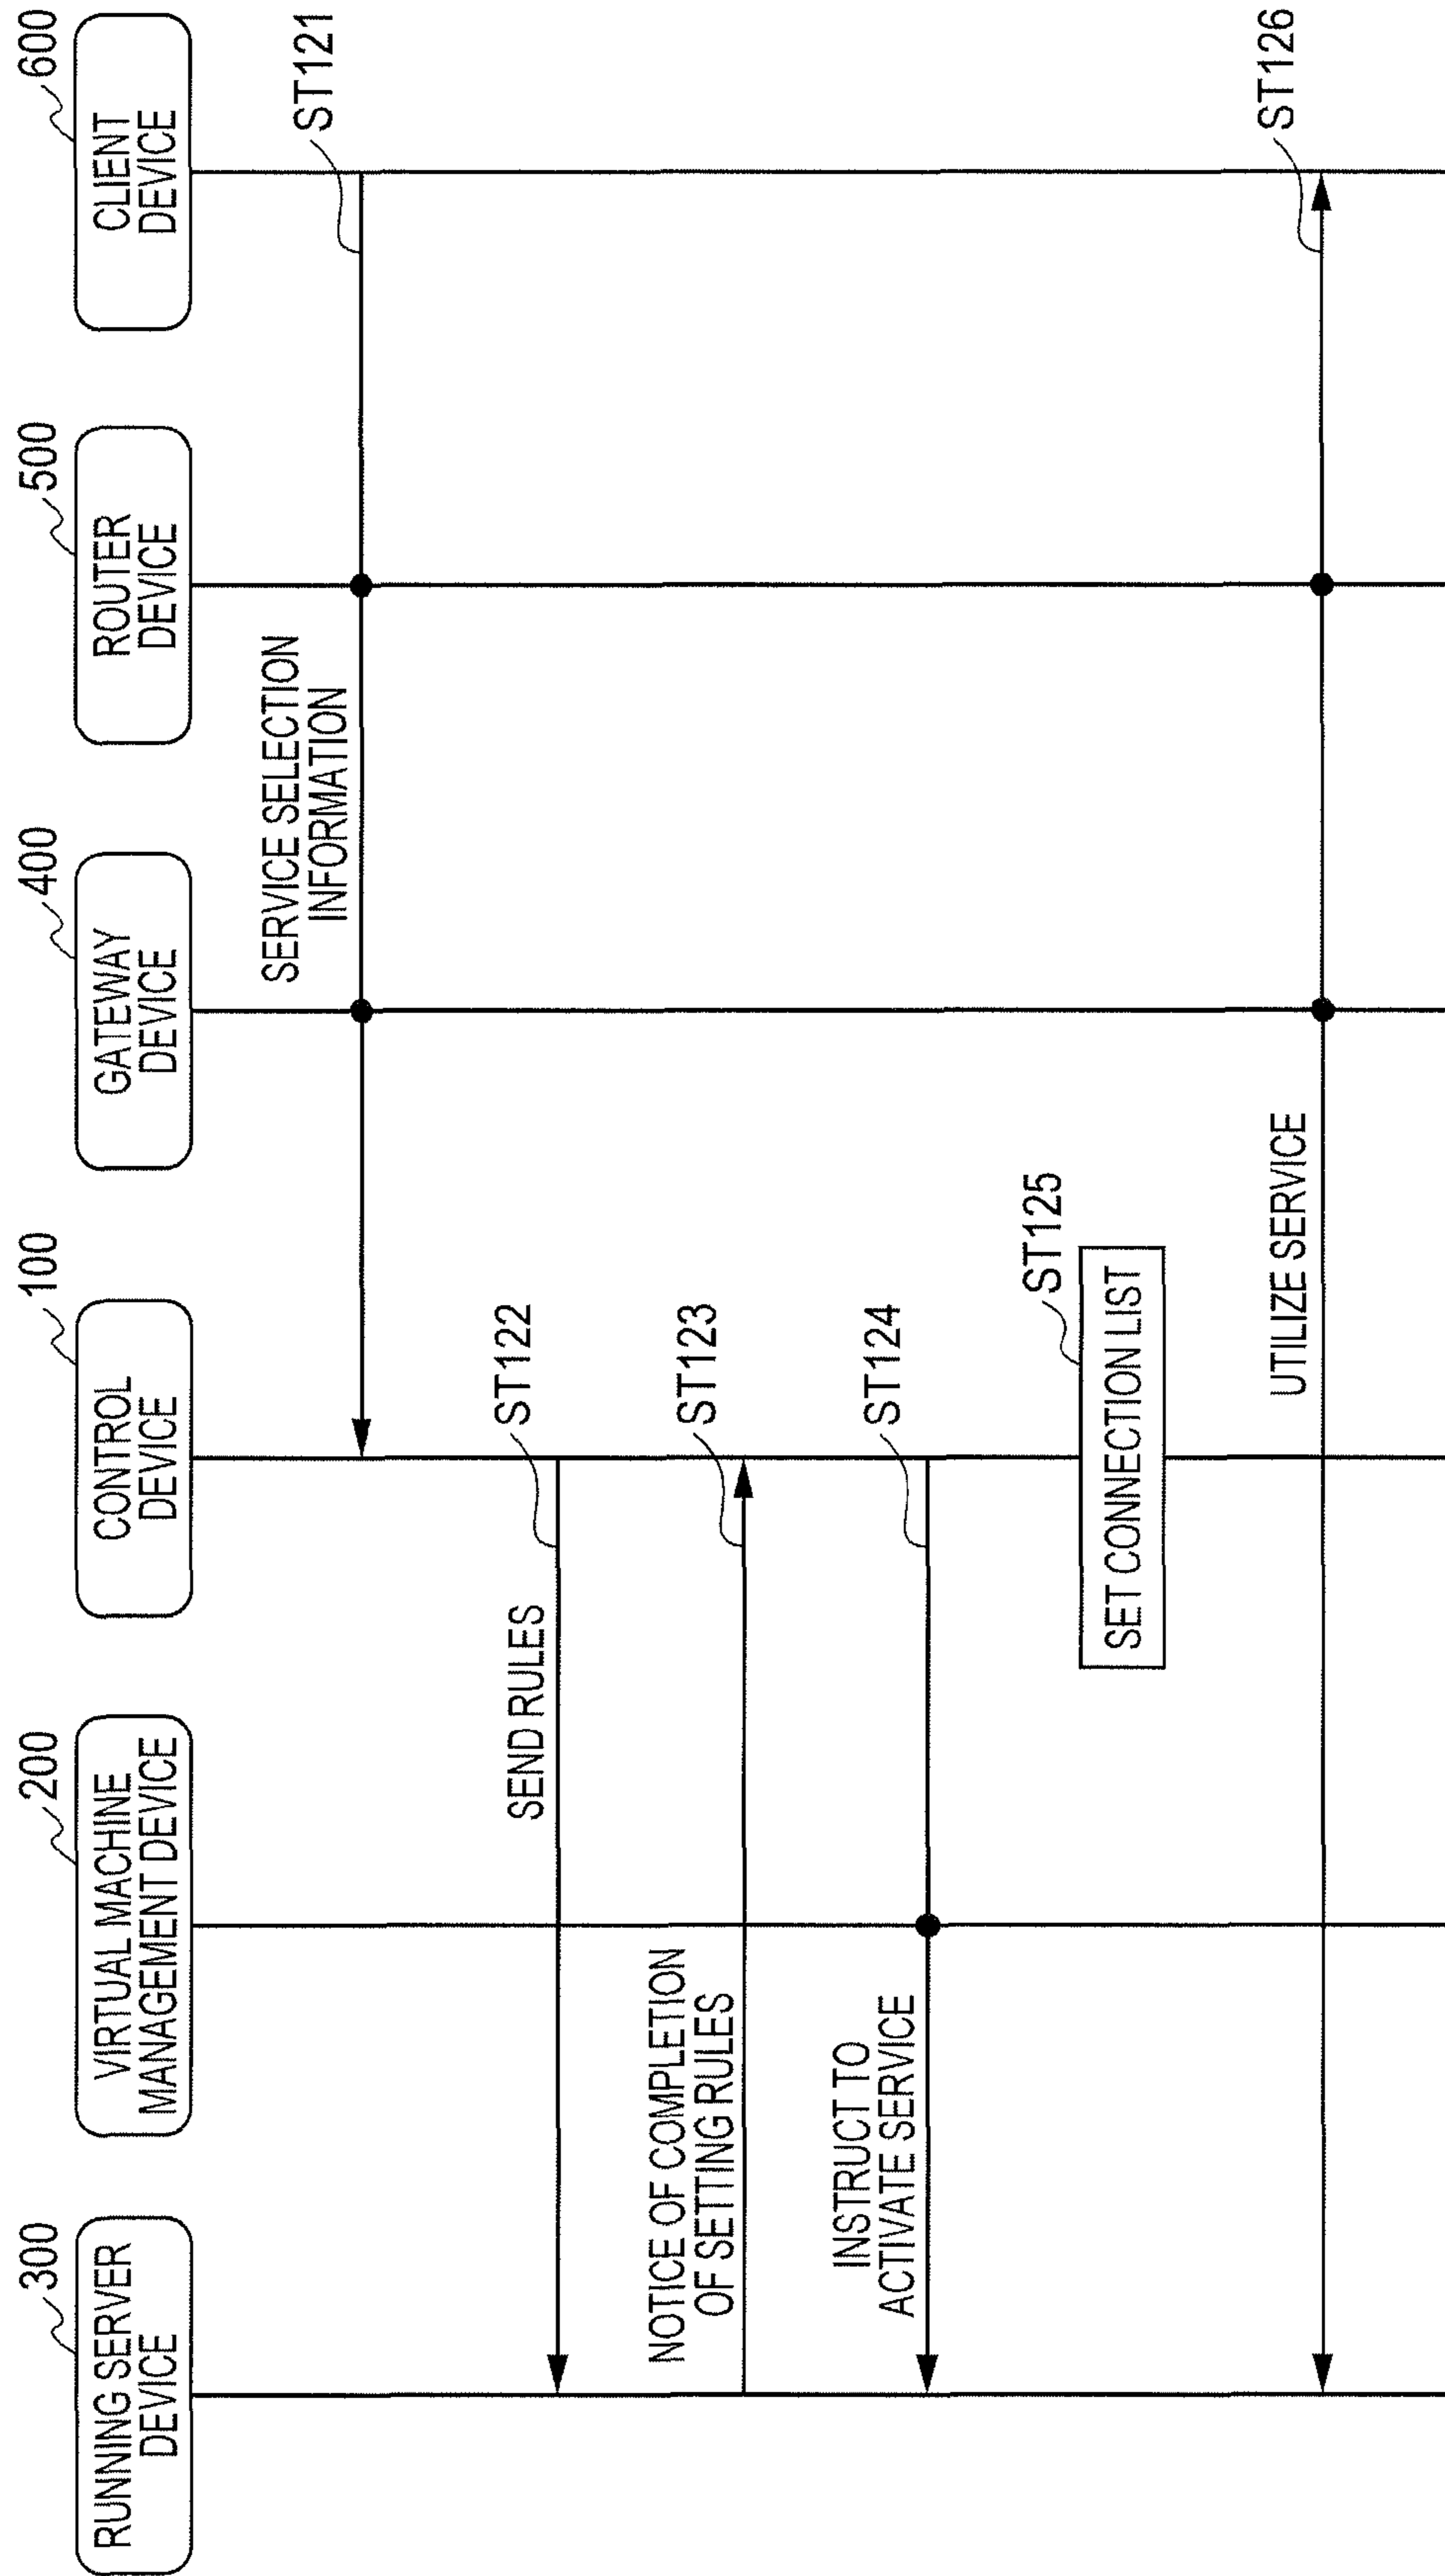 300
RUNNING SERVER
DEVICE
200
VIRTUAL MACHINE
MANAGEMENT DEVICE
100
CONTROL
DEVICE
400
GATEWAY
DEVICE
500
ROUTER
DEVICE
600
CLIENT
DEVICE
SERVICE SELECTION
INFORMATION
ST121
SEND RULES
ST122
NOTICE OF COMPLETION
OF SETTING RULES
ST123
INSTRUCT TO
ACTIVATE SERVICE
ST124
ST125
SET CONNECTION LIST
UTILIZE SERVICE
ST126